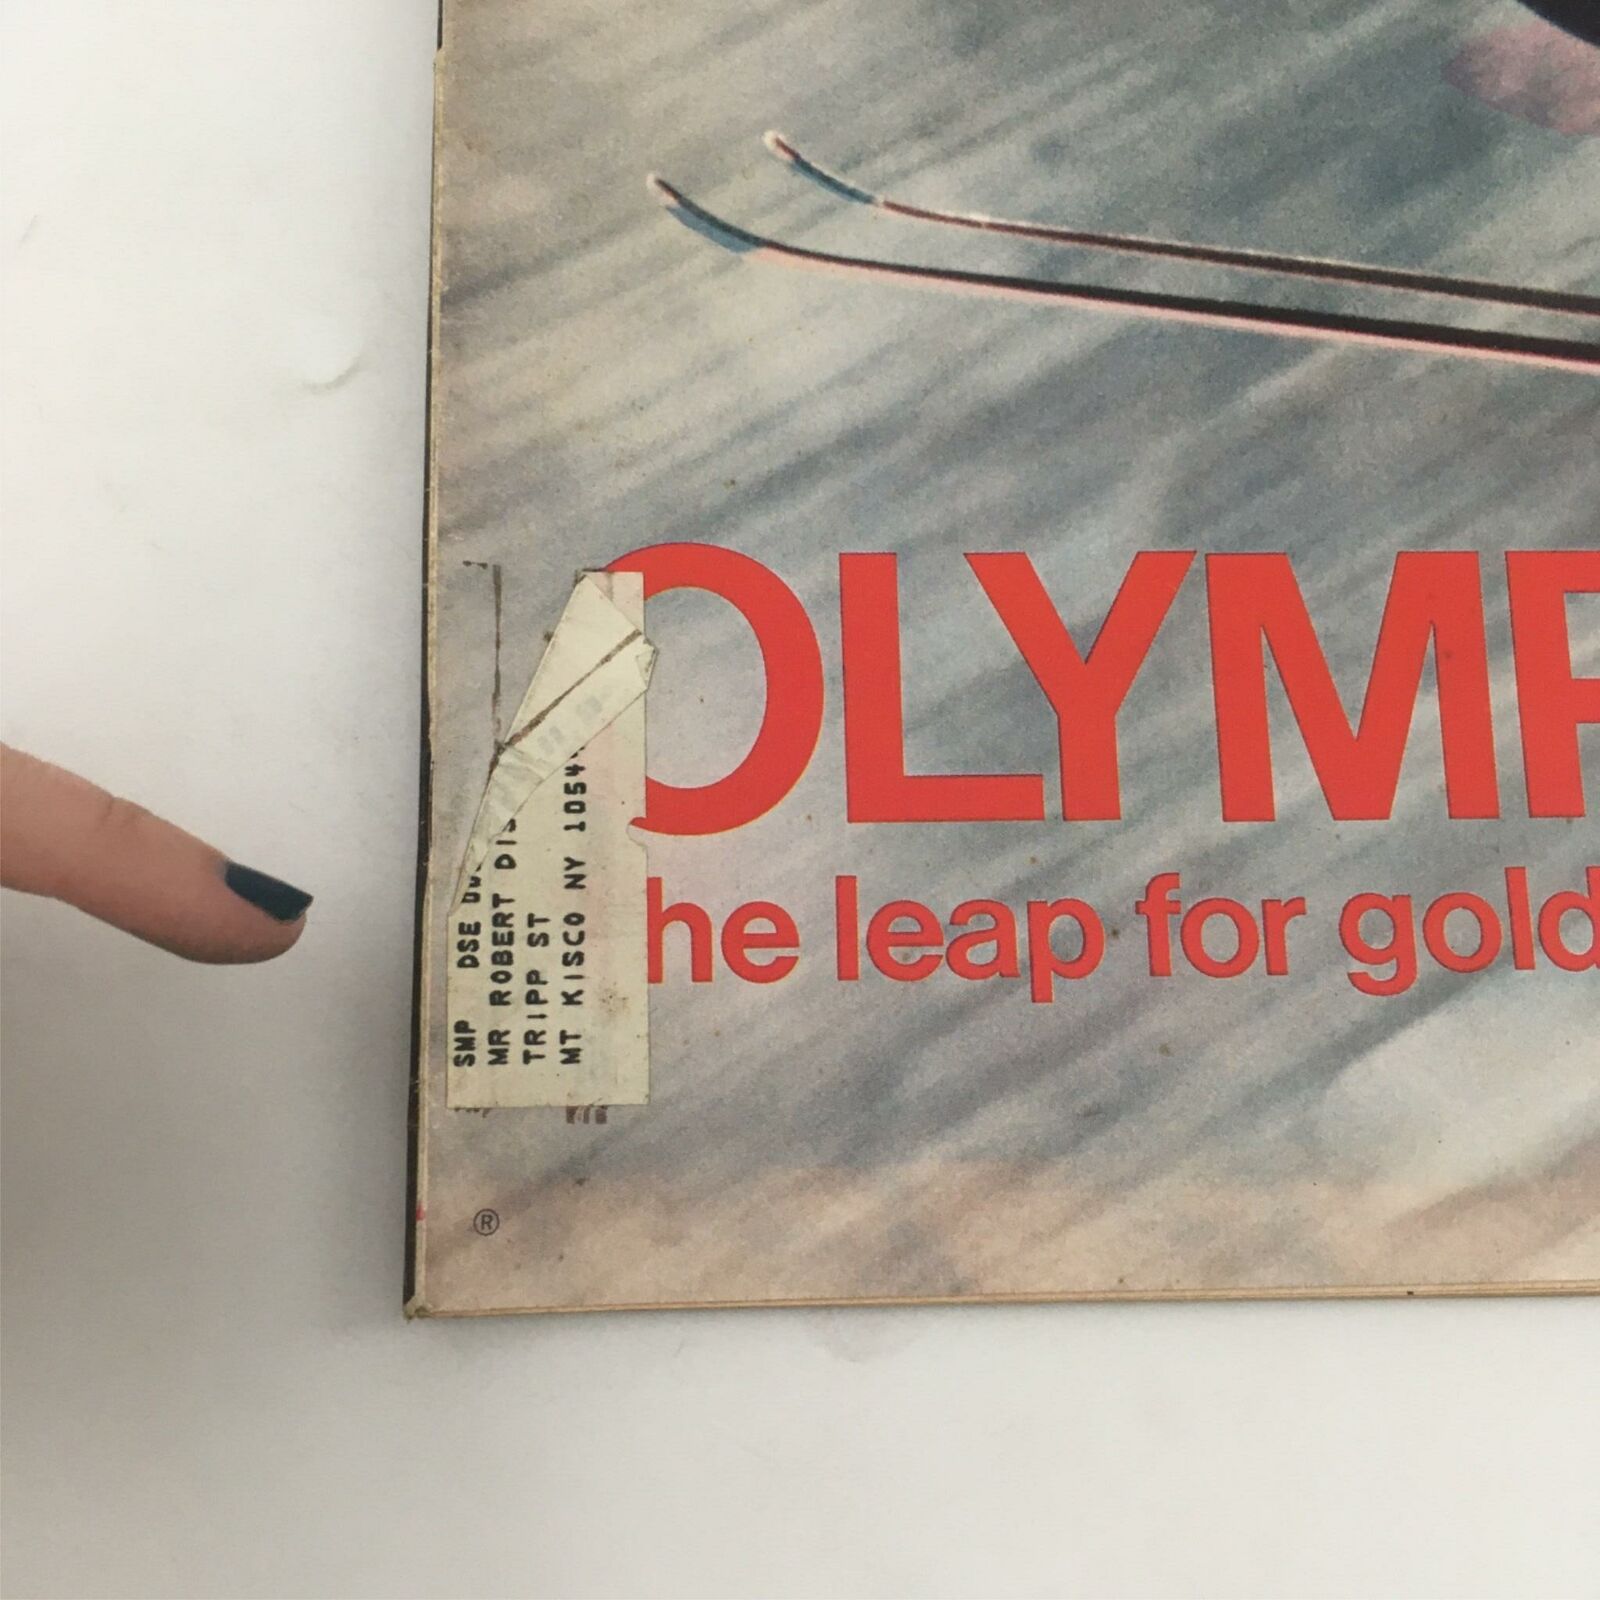 OLYMP
he leap for gold
SMP DSE
MR ROBERT DIS
TRIPP ST
MT KISCO NY 1054
®